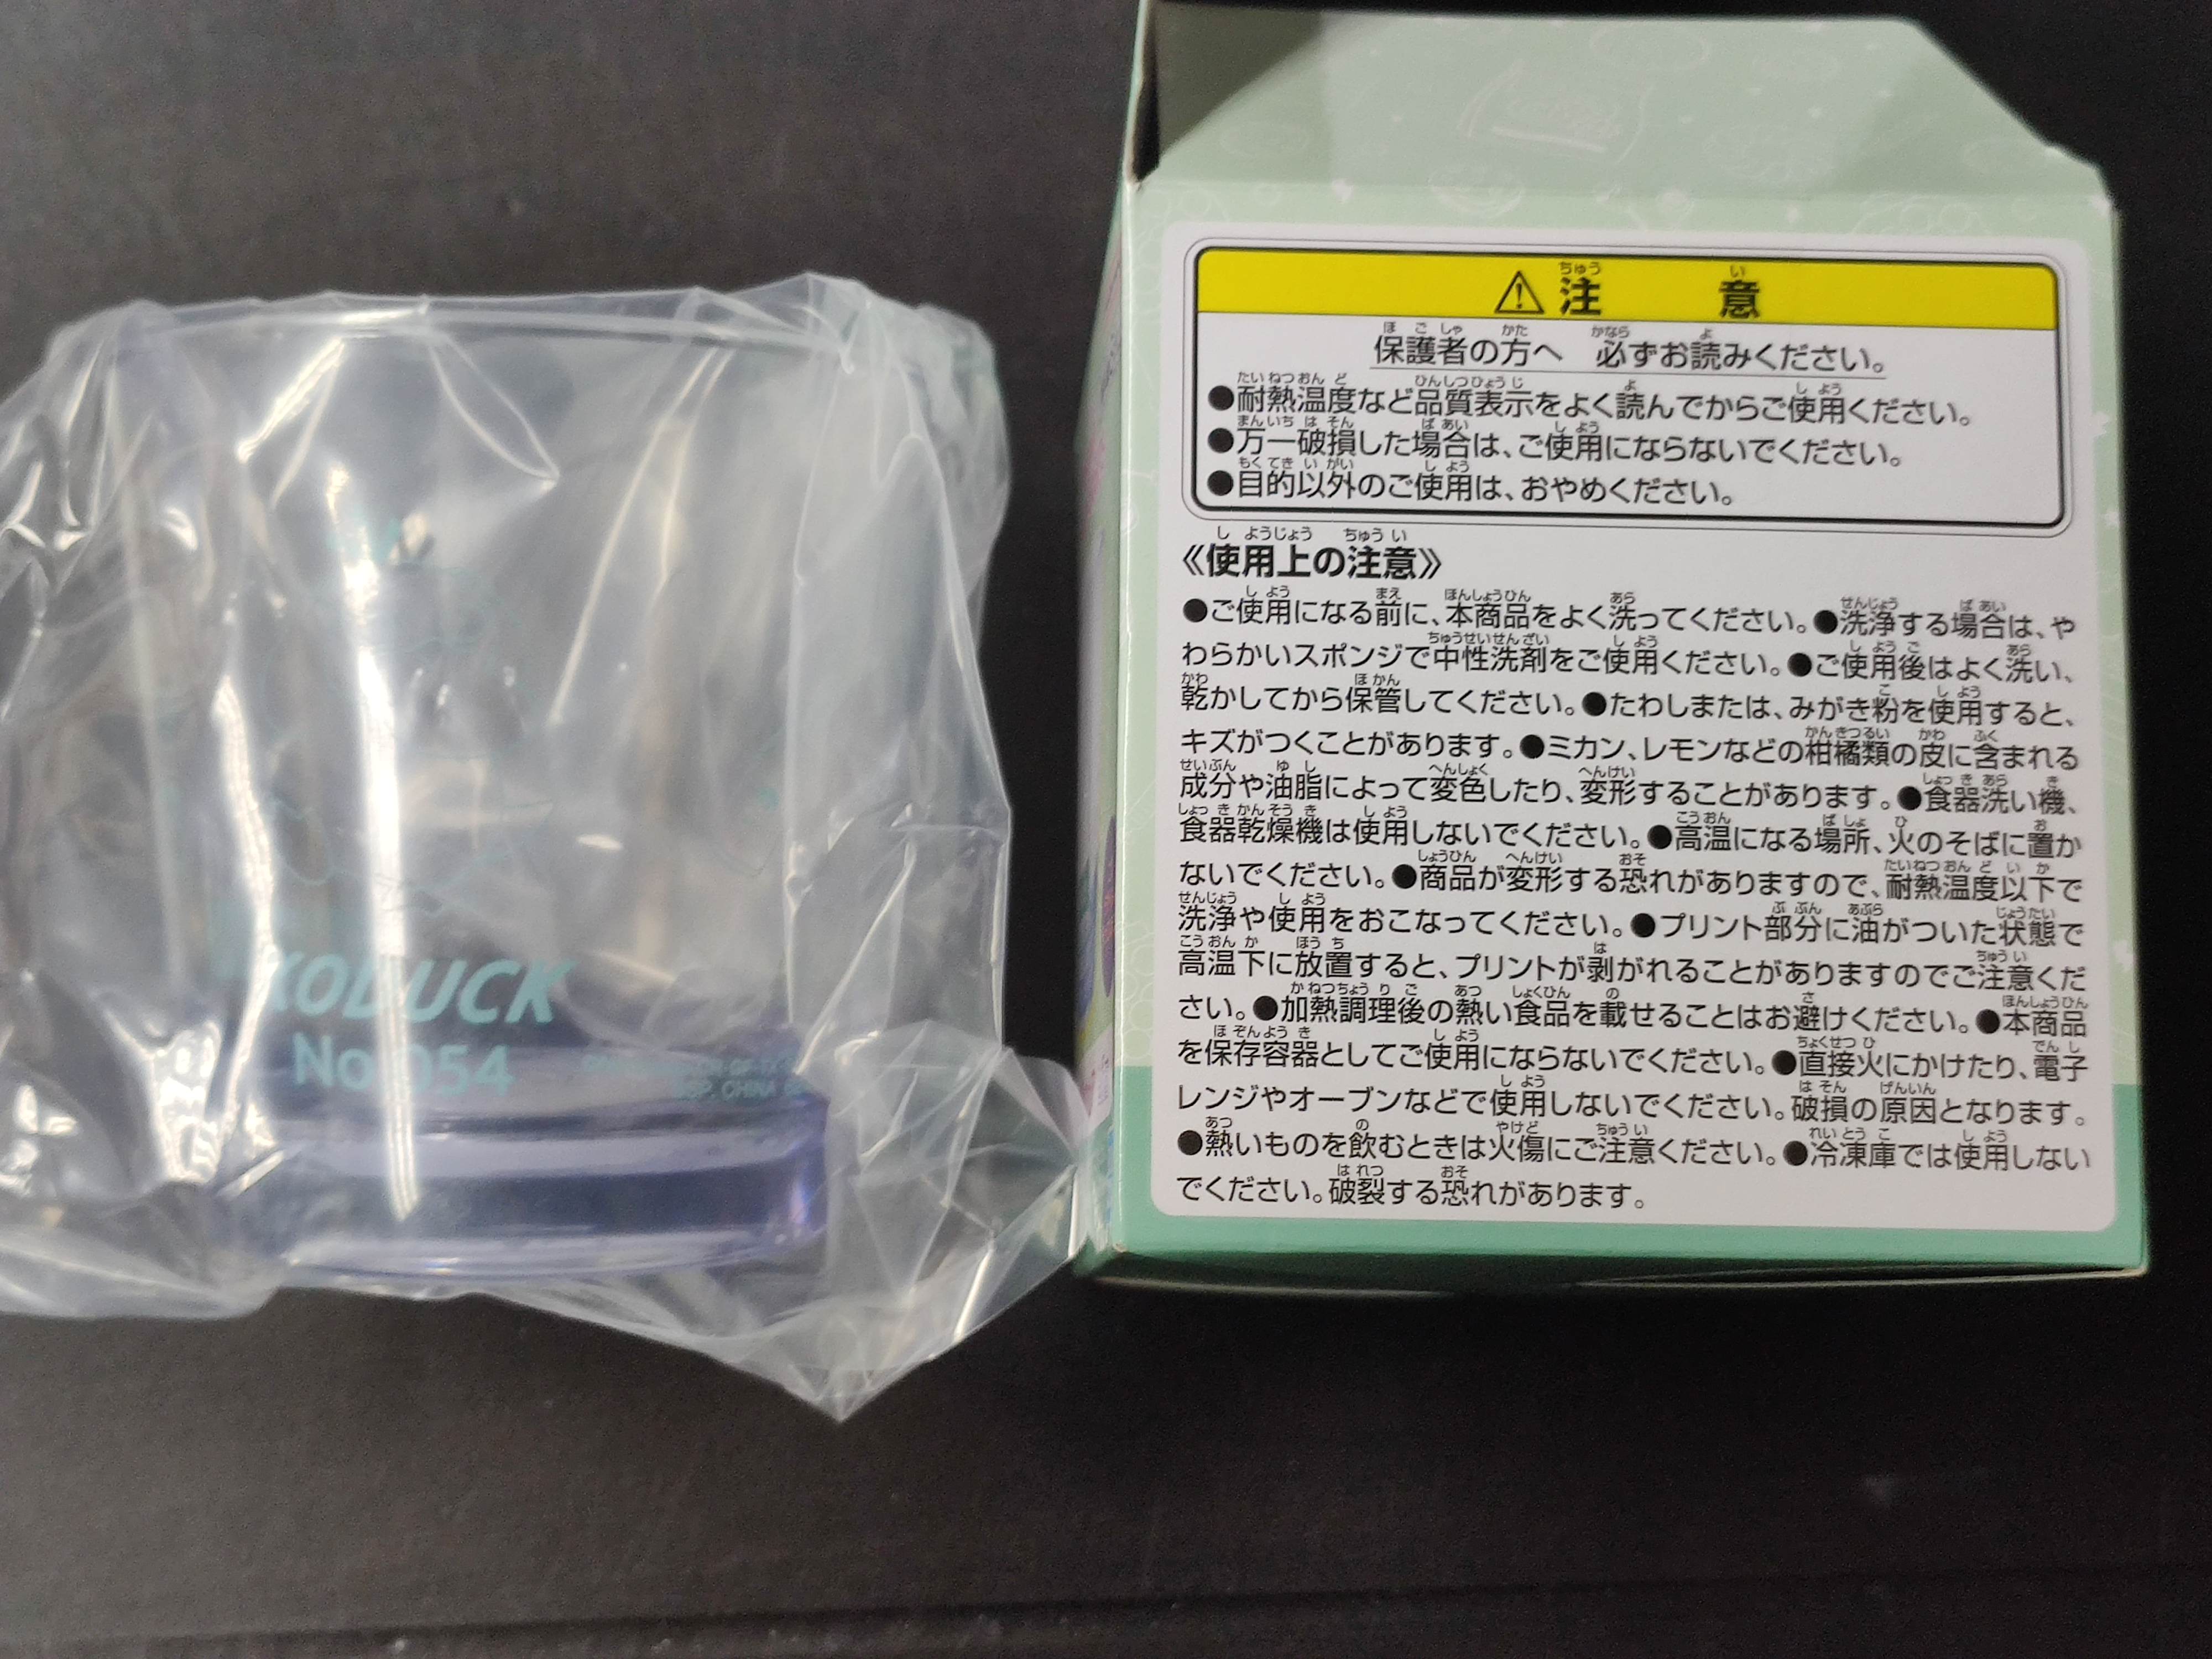 KODUCK
No.054
CHINA
注意
保護者の方へ 必ずお読みください。
●耐熱温度など品質表示をよく読んでからご使用ください。
●万一破損した場合は、ご使用にならないでください。
●目的以外のご使用は、おやめください。
《使用上の注意》
●ご使用になる前に、本商品をよく洗ってください。●洗浄する場合は、や
わらかいスポンジで中性洗剤をご使用ください。●ご使用後はよく洗い、
乾かしてから保管してください。●たわしまたは、みがき粉を使用すると、
キズがつくことがあります。●ミカン、レモンなどの柑橘類の皮に含まれる
成分や油脂によって変色したり、変形することがあります。●食器洗い機、
食器乾燥機は使用しないでください。●高温になる場所、火のそばに置か
ないでください。●商品が変形する恐れがありますので、耐熱温度以下で
洗浄や使用をおこなってください。●プリント部分に油がついた状態で
高温下に放置すると、プリントが剥がれることがありますのでご注意くだ
さい。●加熱調理後の熱い食品を載せることはお避けください。●本商品
を保存容器としてご使用にならないでください。●直接火にかけたり、電子
レンジやオーブンなどで使用しないでください。破損の原因となります。
●熱いものを飲むときは火傷にご注意ください。●冷凍庫では使用しない
でください。破裂する恐れがあります。